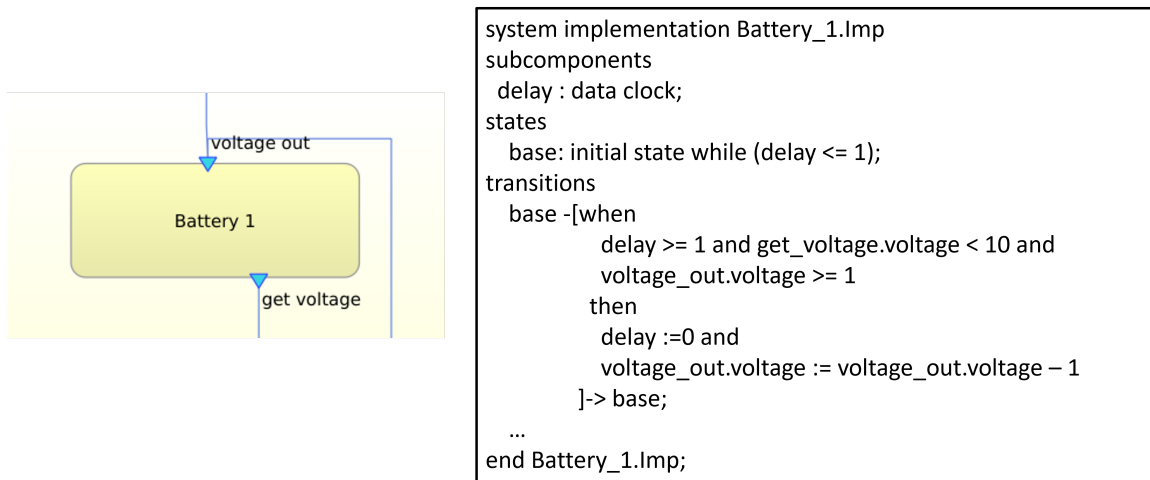 voltage out
Battery 1
get voltage
system implementation Battery_1.Imp
subcomponents
delay : data clock;
states
base: initial state while (delay <= 1);
transitions
base -[when
delay >= 1 and get_voltage.voltage < 10 and
voltage_out.voltage >= 1
then
delay :=0 and
voltage_out.voltage := voltage_out.voltage – 1
]-> base;
...
end Battery_1.Imp;